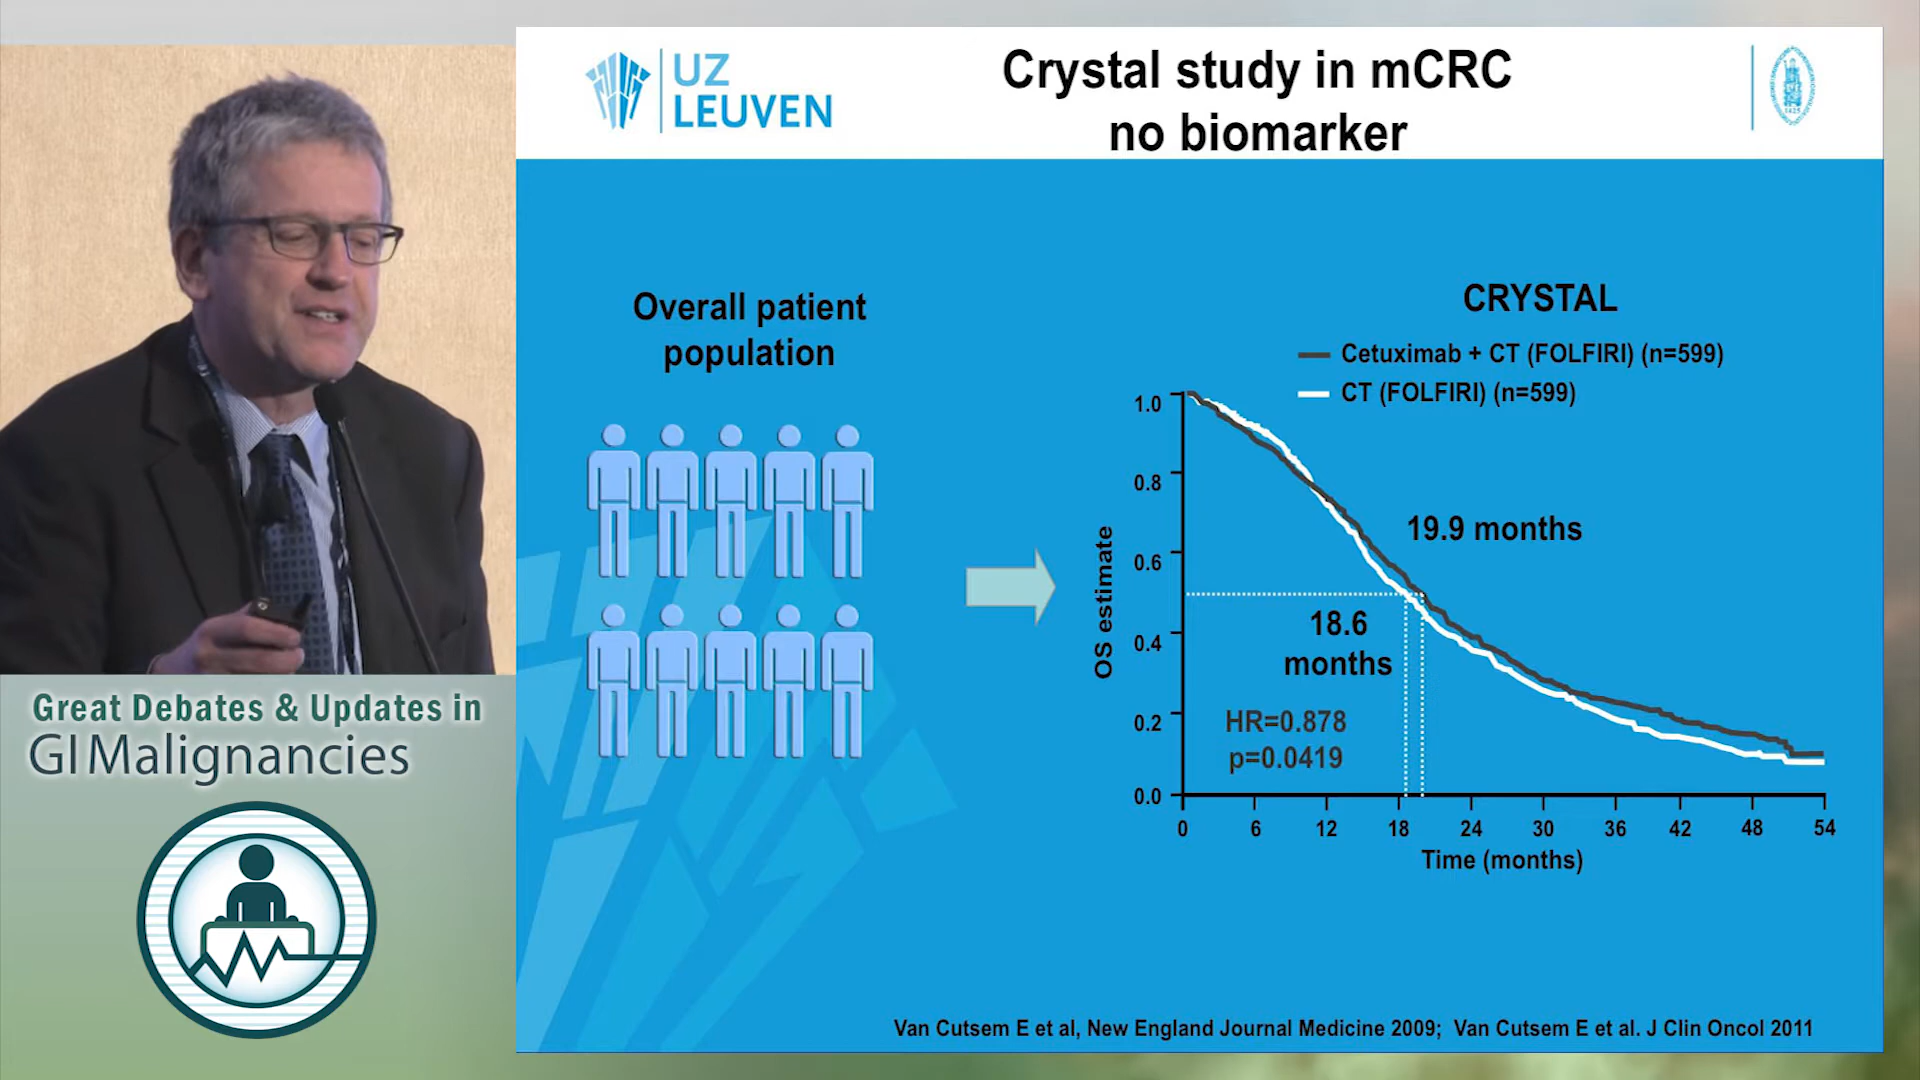 UZ
LEUVEN
Crystal study in mCRC
no biomarker
1425
Overall patient
population
CRYSTAL
Cetuximab + CT (FOLFIRI) (n=599)
CT (FOLFIRI) (n=599)
1.0
0.8
0.6
0.4
0.2
0.0
OS estimate
19.9 months
18.6
months
HR=0.878
p=0.0419
0 6 12 18 24 30 36 42 48 54
Time (months)
Van Cutsem E et al, New England Journal Medicine 2009; Van Cutsem E et al. J Clin Oncol 2011
Great Debates & Updates in
GI Malignancies